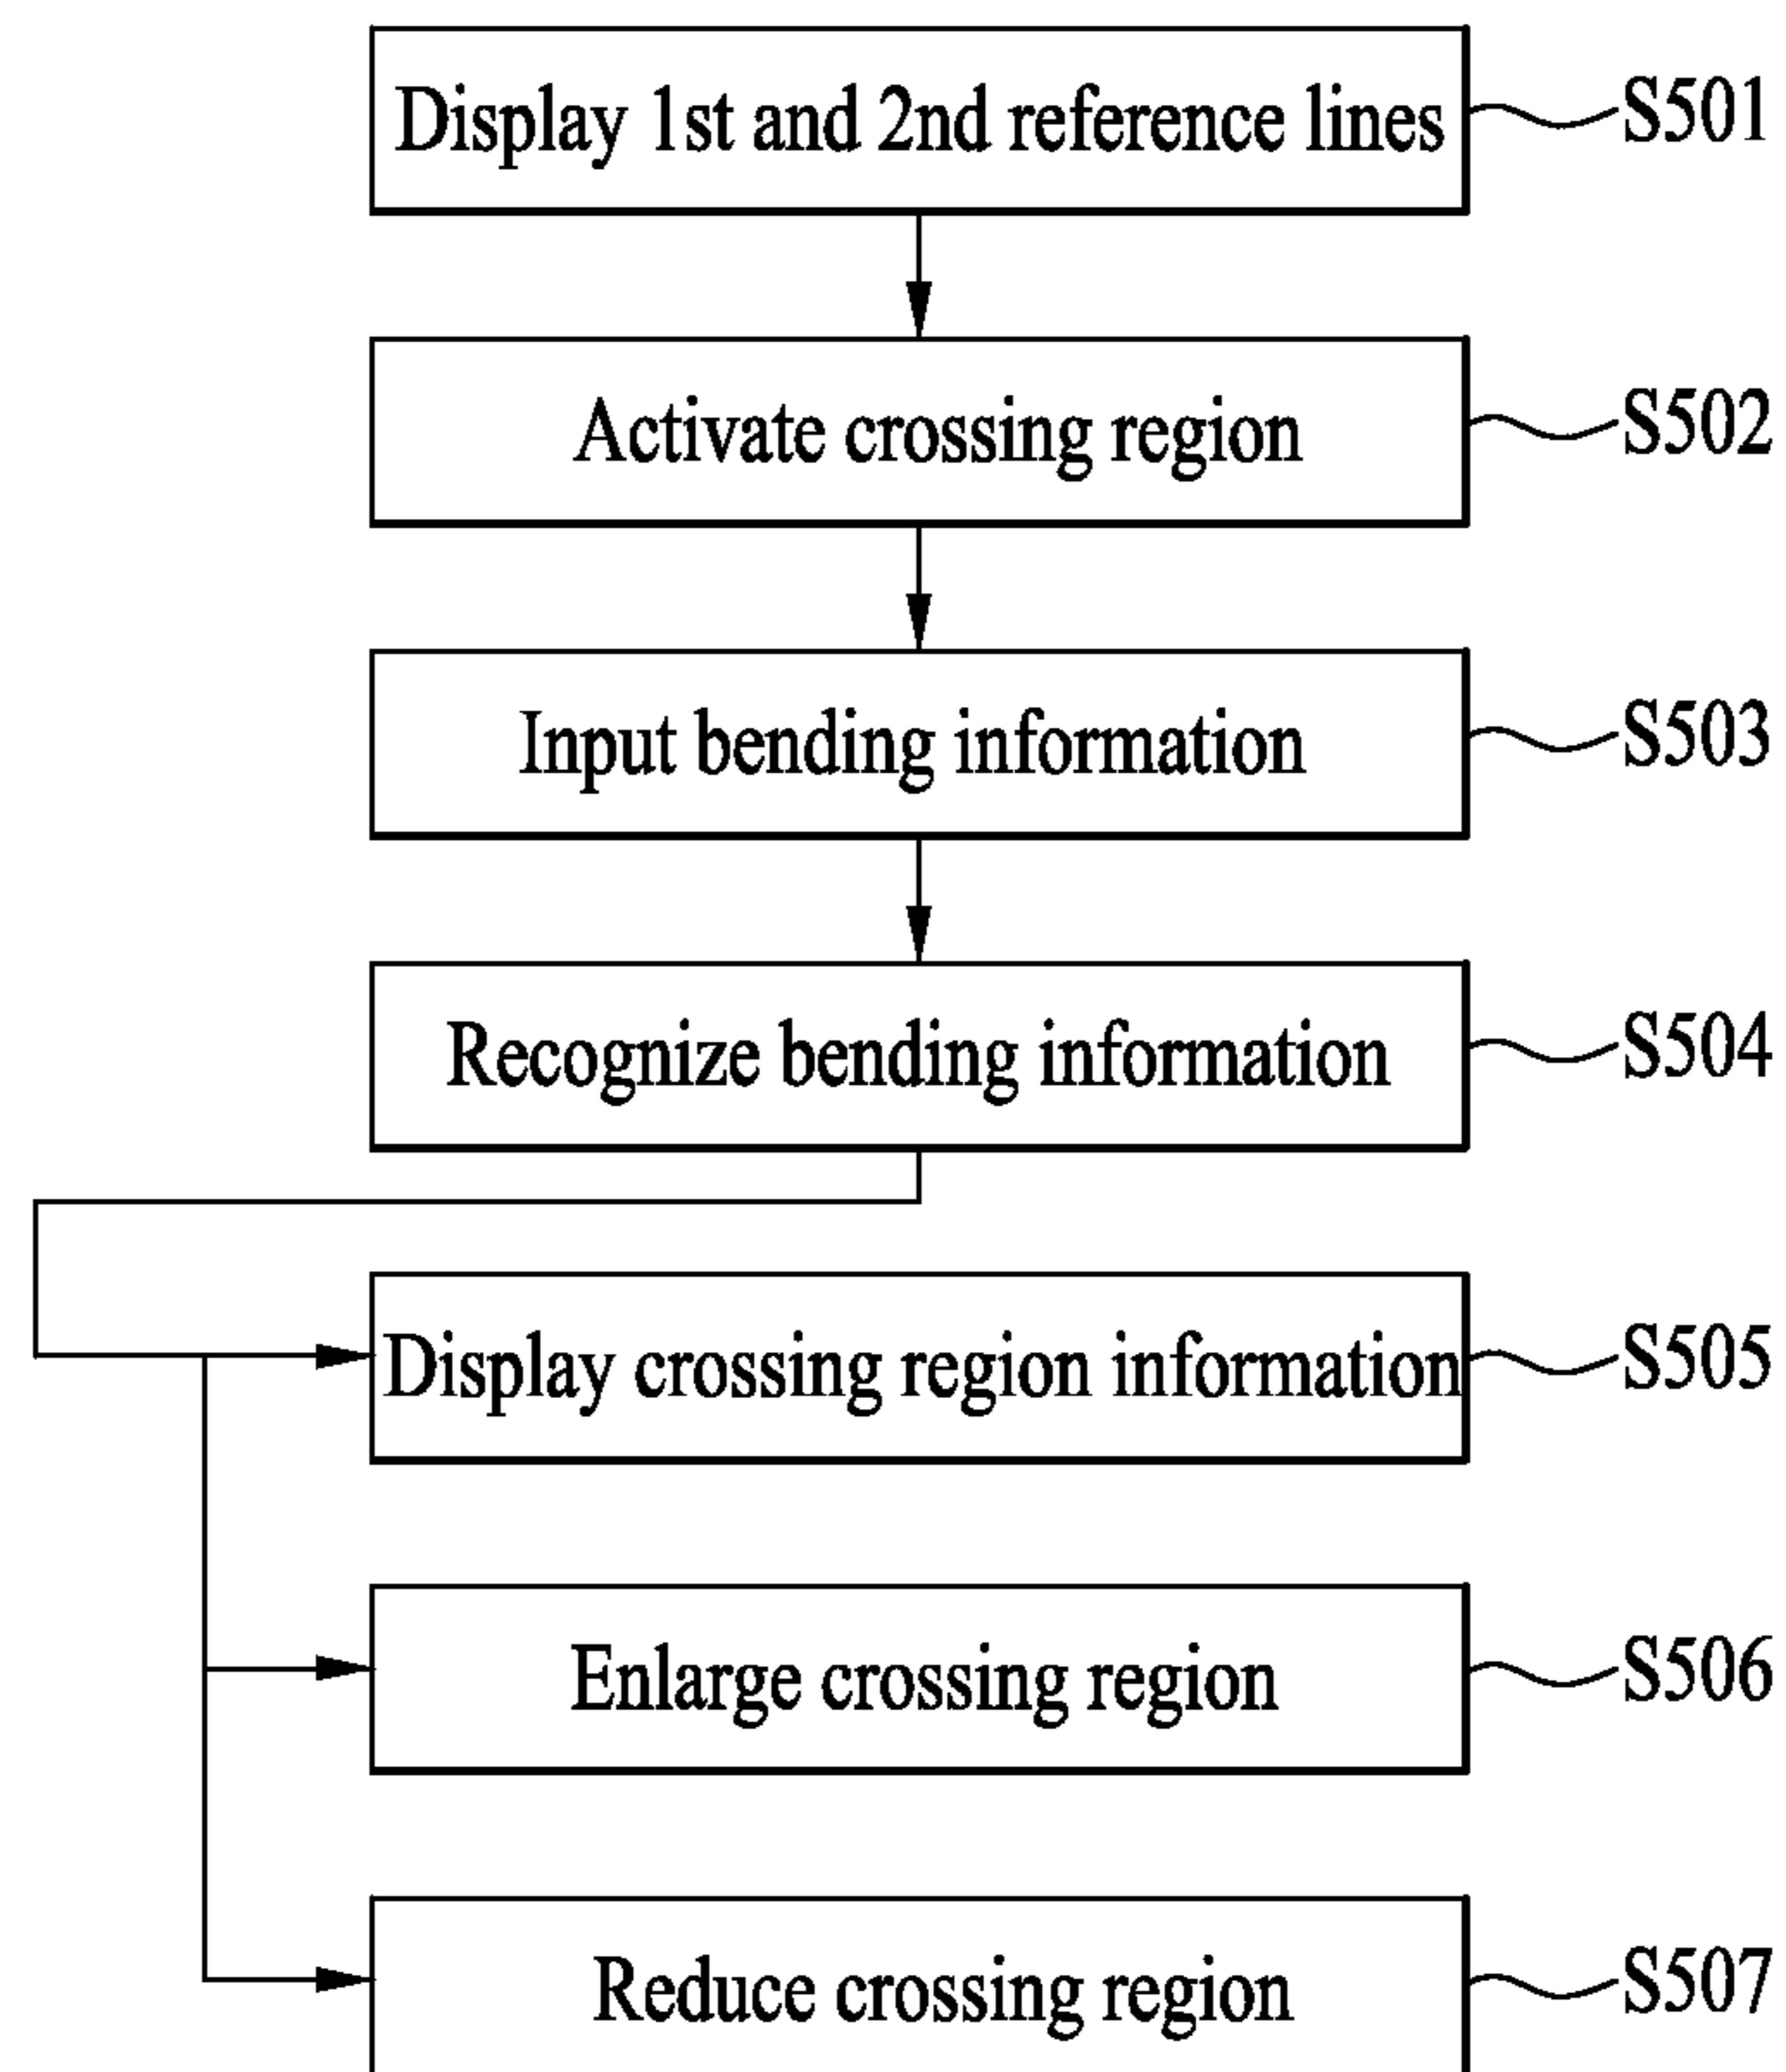 Display 1st and 2nd reference lines S501
Activate crossing region S502
Input bending information S503
Recognize bending information S504
Display crossing region information S505
Enlarge crossing region S506
Reduce crossing region S507